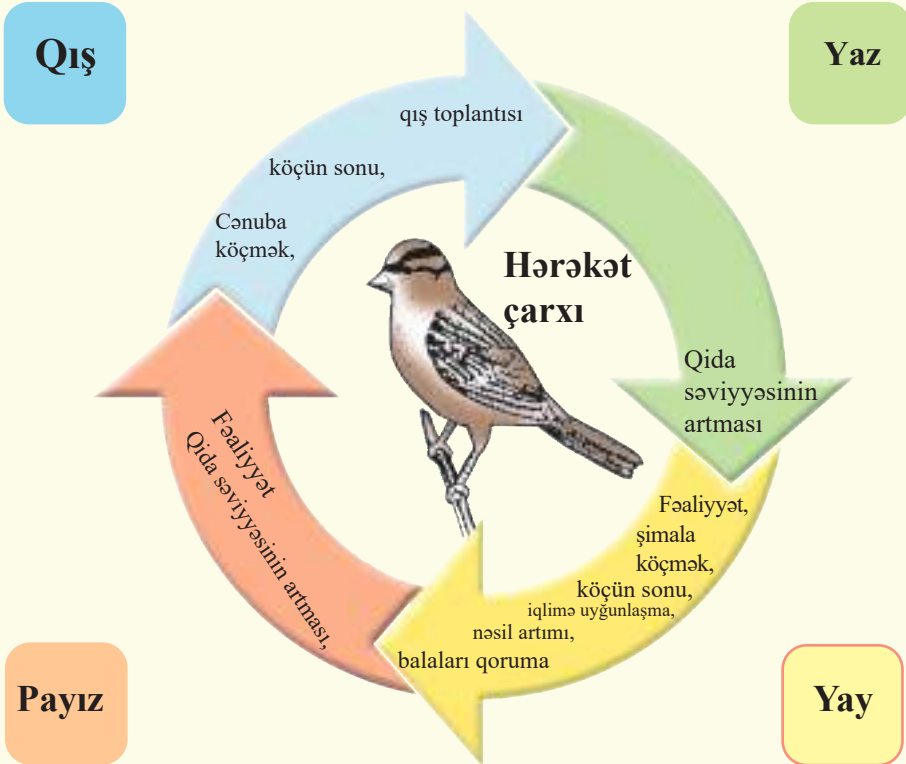 Qış
Yaz
qış toplantısı
köçün sonu,
Cənuba
köçmək,
Hərəkət
çarxı
Qida
səviyyəsinin
artması
Fəaliyyət,
şimala
köçmək,
köçün sonu,
iqlimə uyğunlaşma,
nəsil artımı,
balaları qoruma
Fəaliyyət
Qida səviyyəsinin artması,
Payız
Yay